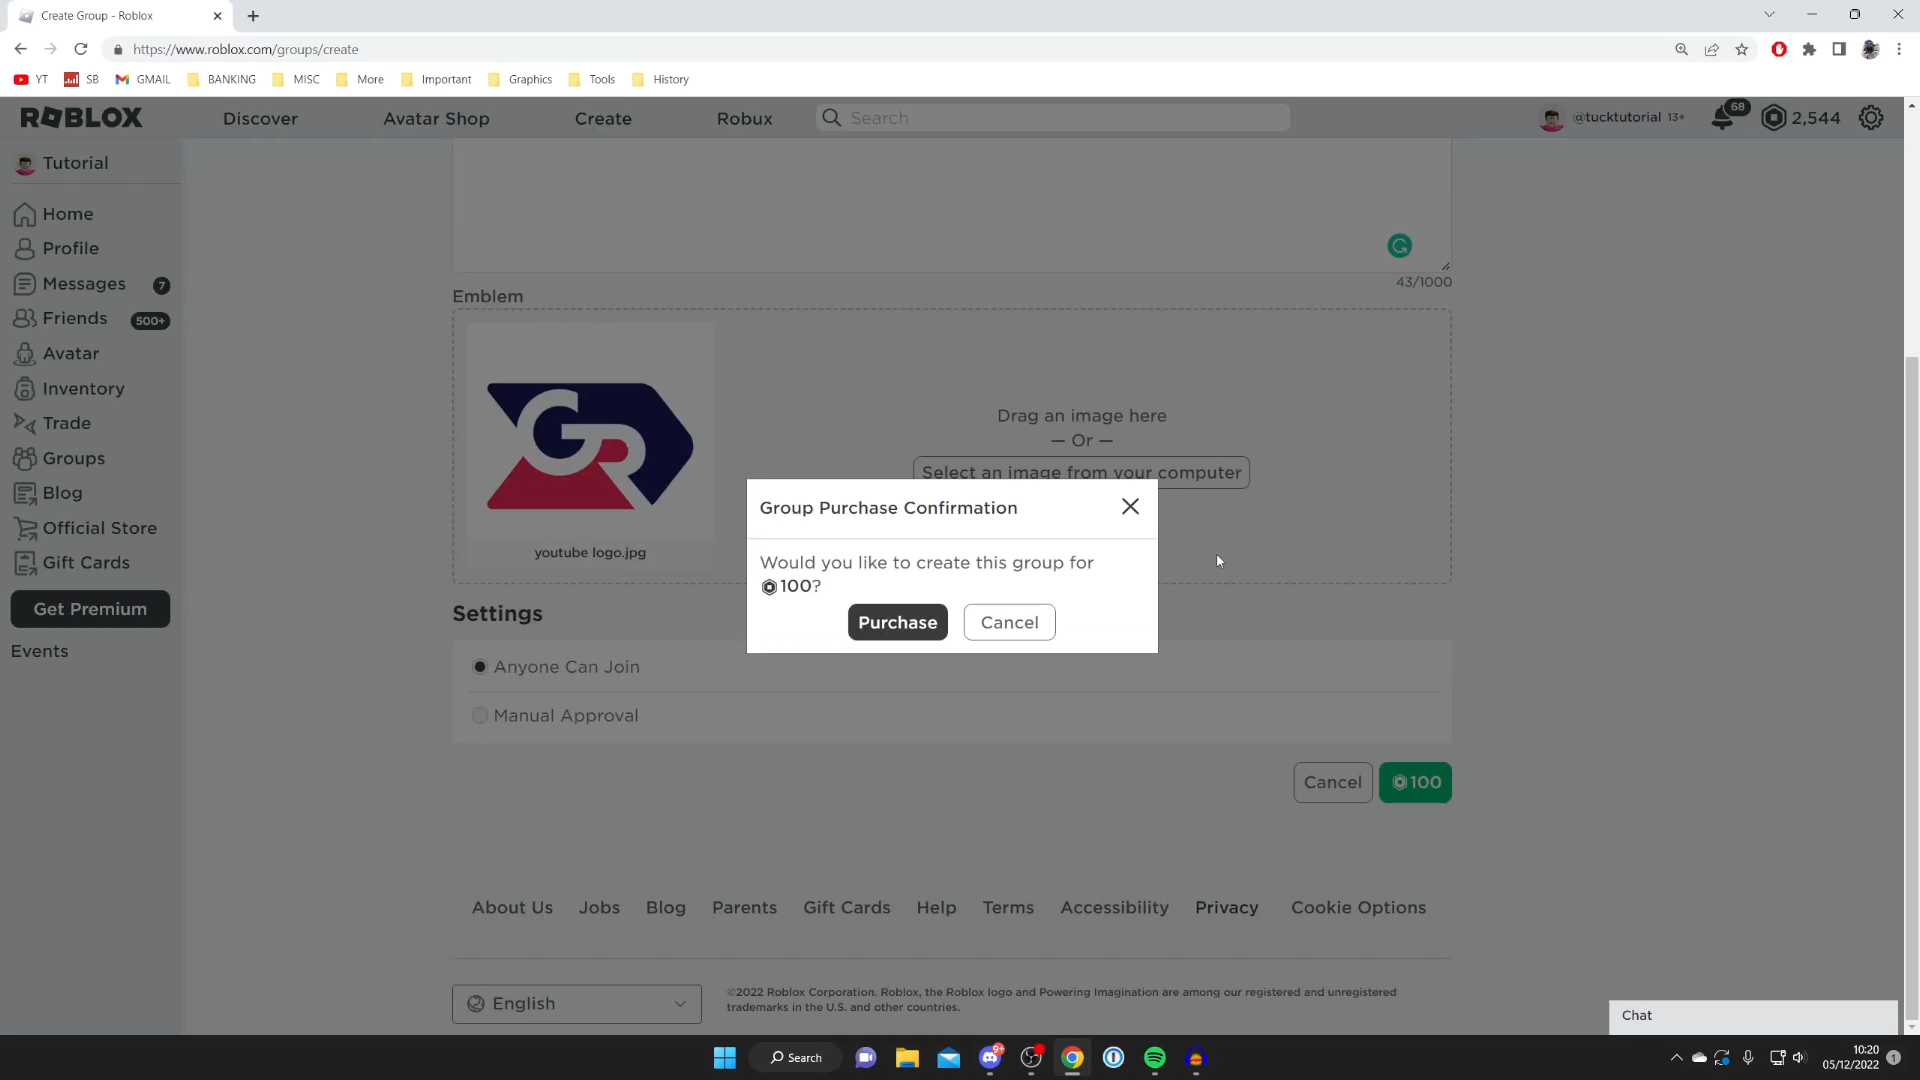 Create Group - Roblox
https://www.roblox.com/groups/create
YT
SB
GMAIL
BANKING
MISC
More
Important
Graphics
Tools
History
ROBLOX
Discover
Avatar Shop
Create
Robux
Search
@tucktutorial 13+
68
2,544
Tutorial
Home
Profile
Messages 7
Friends 500+
Avatar
Inventory
Trade
Groups
Blog
Official Store
Gift Cards
Get Premium
Events
43/1000
Emblem
GR
youtube logo.jpg
Drag an image here
— Or —
Select an image from your computer
Group Purchase Confirmation
Would you like to create this group for
100?
Purchase
Cancel
Settings
Anyone Can Join
Manual Approval
Cancel
100
About Us
Jobs
Blog
Parents
Gift Cards
Help
Terms
Accessibility
Privacy
Cookie Options
English
©2022 Roblox Corporation. Roblox, the Roblox logo and Powering Imagination are among our registered and unregistered
trademarks in the U.S. and other countries.
Chat
Search
9+
10:20
05/12/2022
1